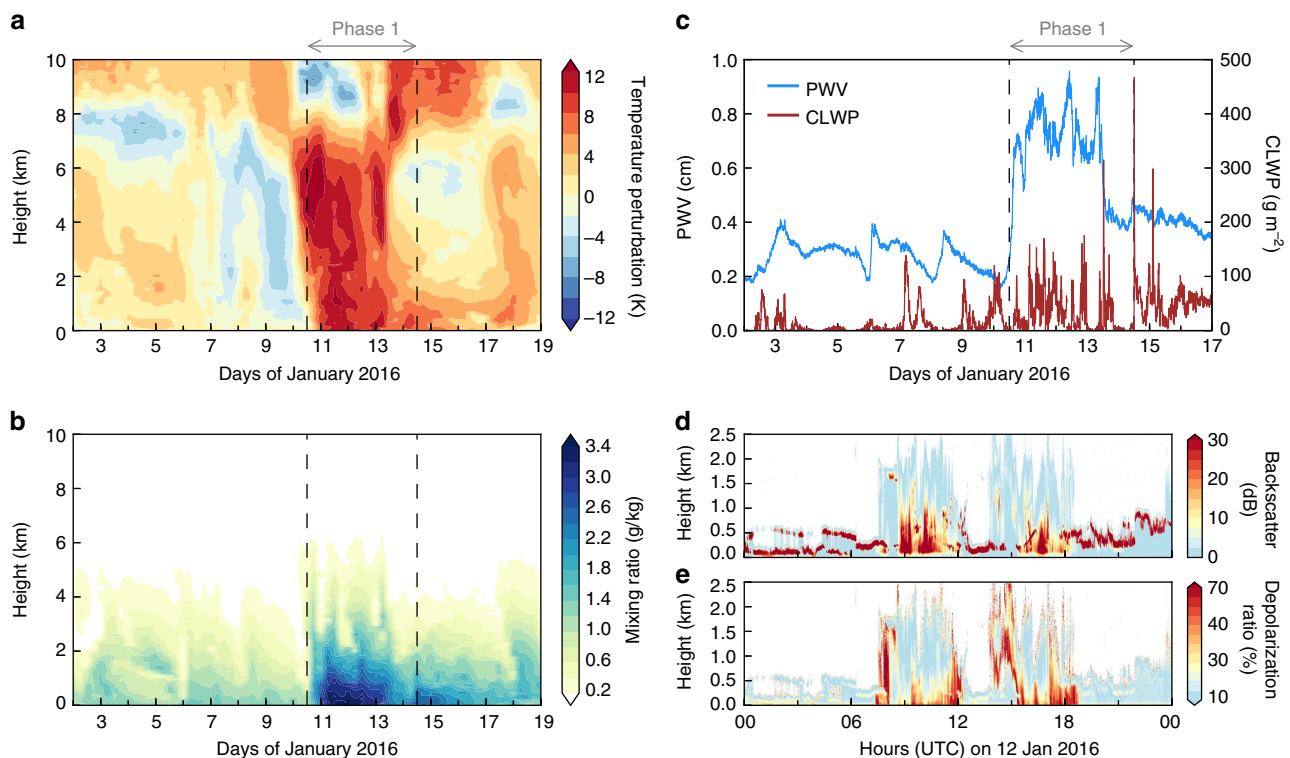 a
Phase 1
10
8
6
4
2
0
Height (km)
3 5 7 9 11 13 15 17 19
Days of January 2016
12
8
4
0
−4
−8
−12
Temperature perturbation (K)
b
10
8
6
4
2
0
Height (km)
3 5 7 9 11 13 15 17 19
Days of January 2016
3.4
3.0
2.6
2.2
1.8
1.4
1.0
0.6
0.2
Mixing ratio (g/kg)
c
Phase 1
PWV
CLWP
1.0
0.8
0.6
0.4
0.2
0.0
PWV (cm)
500
400
300
200
100
0
CLWP (g m−2)
3 5 7 9 11 13 15 17
Days of January 2016
d
2.5
2.0
1.5
1.0
0.5
0.0
Height (km)
30
20
10
0
Backscatter
(dB)
e
2.5
2.0
1.5
1.0
0.5
0.0
Height (km)
70
40
30
10
Depolarization
ratio (%)
00 06 12 18 00
Hours (UTC) on 12 Jan 2016